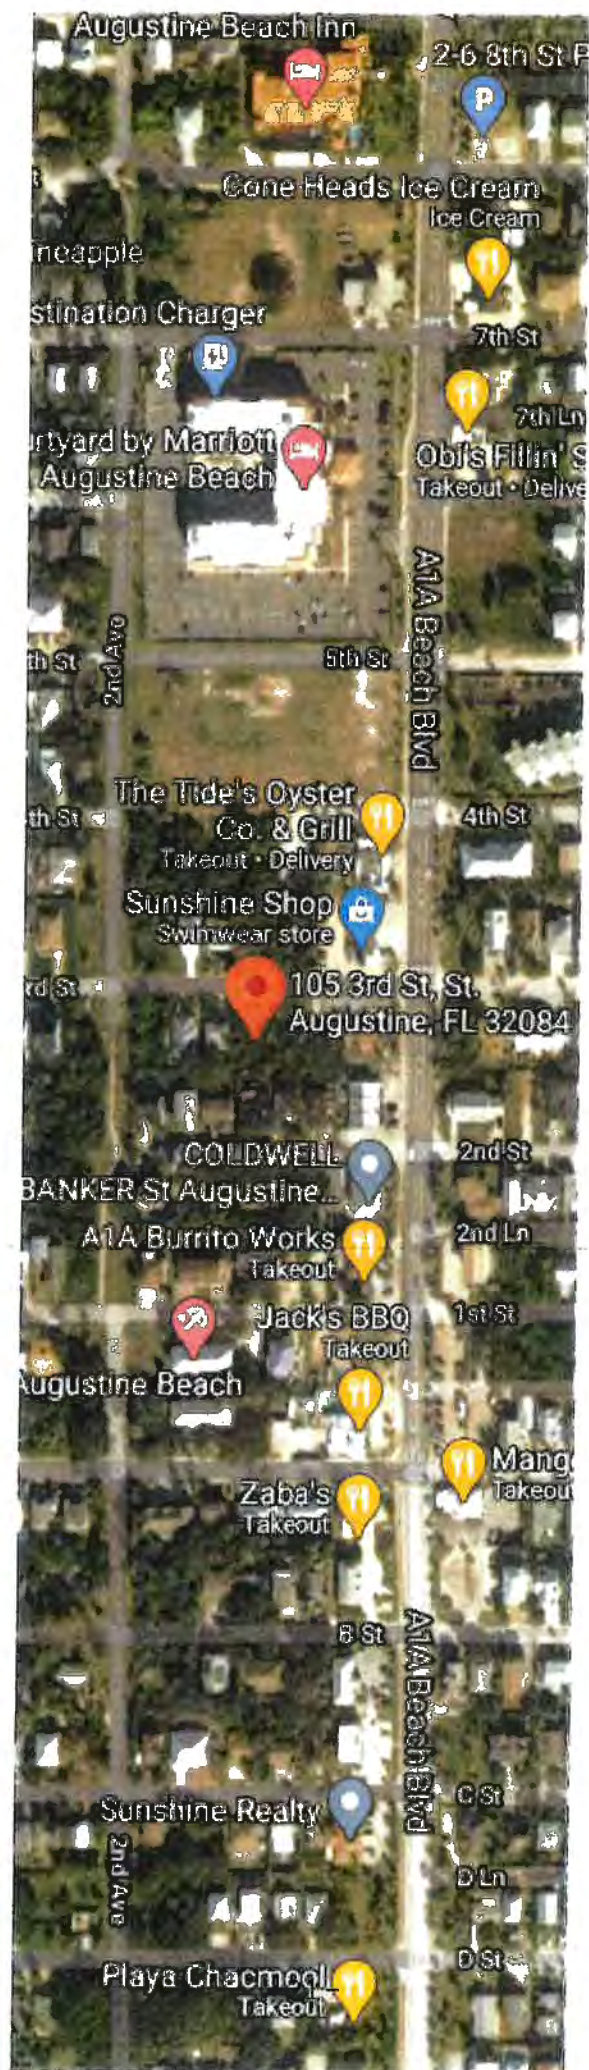 Augustine Beach Inn
2-6 8th St P
Cone Heads Ice Cream
Ice Cream
ineapple
stination Charger
7th St
7th Ln
urtyard by Marriott
Augustine Beach
Obi's Fillin' S
Takeout · Delive
A1A Beach Blvd
2nd Ave
th St
5th St
The Tide's Oyster
Co. & Grill
Takeout · Delivery
th St
4th St
Sunshine Shop
Swimwear store
rd St
105 3rd St, St.
Augustine, FL 32084
COLDWELL
BANKER St Augustine...
2nd St
A1A Burrito Works
Takeout
2nd Ln
Jack's BBQ
Takeout
1st St
Augustine Beach
Mang
Takeou
Zaba's
Takeout
B St
A1A Beach Blvd
Sunshine Realty
C St
2nd Ave
D Ln
D St
Playa Chacmool
Takeout